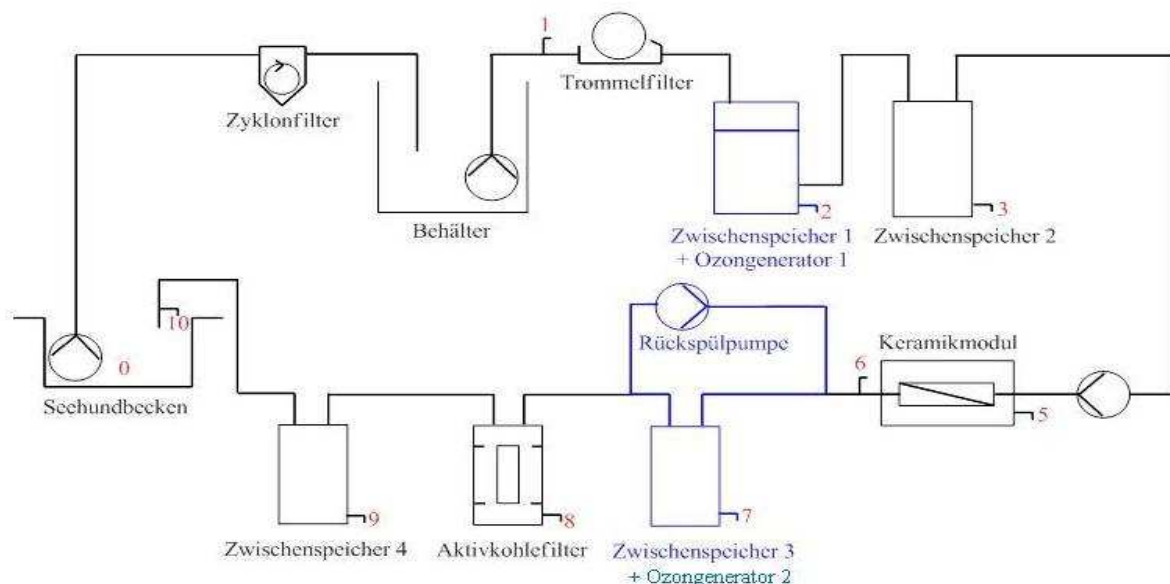 1
Trommelfilter
Zyklonfilter
Behälter
2
3
Zwischenspeicher 1
+ Ozongenerator 1
Zwischenspeicher 2
10
0
Seehundbecken
Rückspülpumpe
Keramikmodul
6
5
9
8
7
Zwischenspeicher 4
Aktivkohlefilter
Zwischenspeicher 3
+ Ozongenerator 2